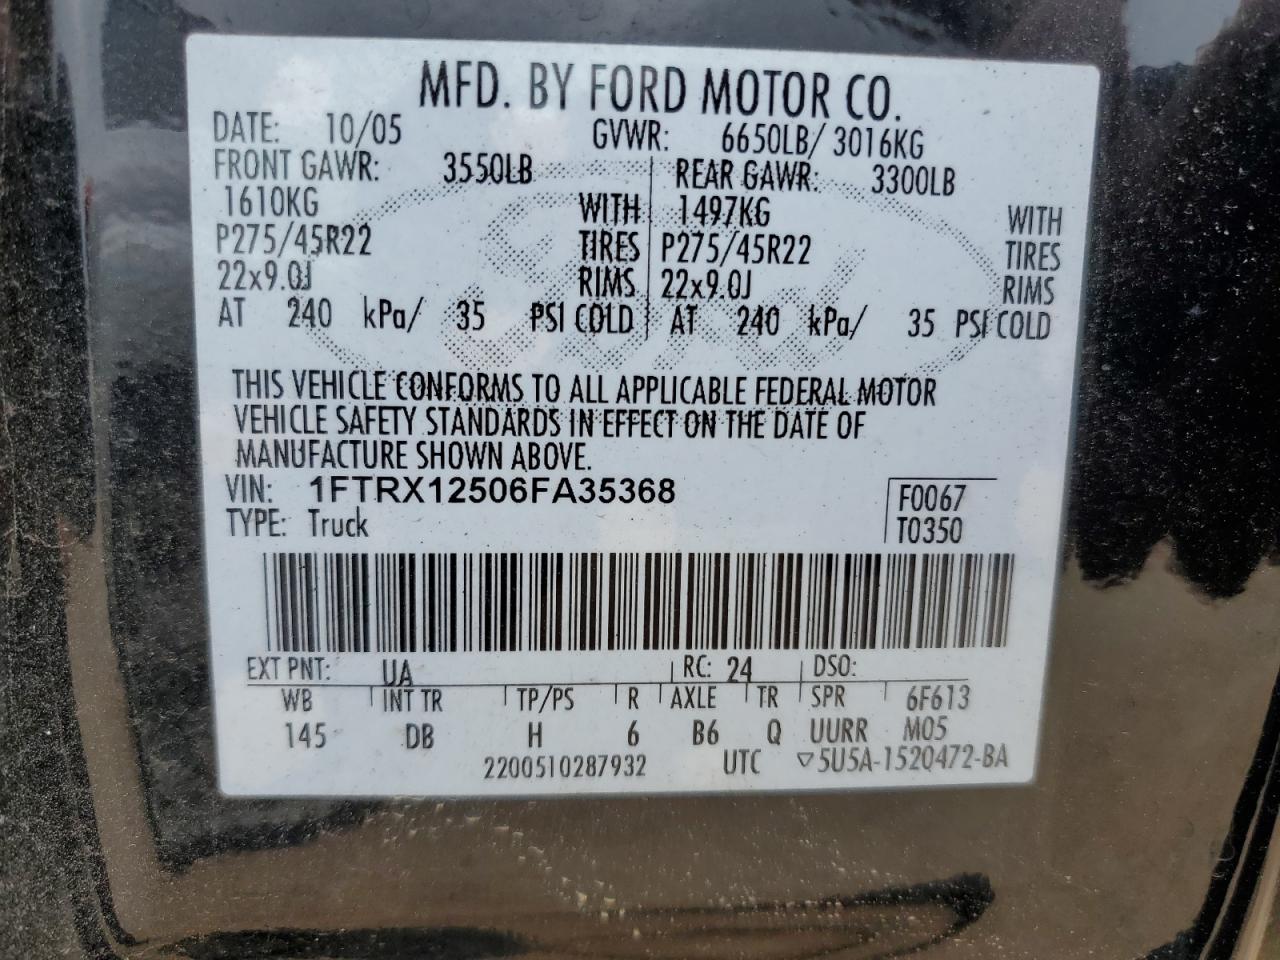 MFD. BY FORD MOTOR CO.
DATE: 10/05 GVWR: 6650LB/ 3016KG
FRONT GAWR: 3550LB REAR GAWR: 3300LB
1610KG WITH 1497KG WITH
P275/45R22 TIRES P275/45R22 TIRES
22x9.0J RIMS 22x9.0J RIMS
AT 240 kPa/ 35 PSI COLD AT 240 kPa/ 35 PSI COLD
THIS VEHICLE CONFORMS TO ALL APPLICABLE FEDERAL MOTOR
VEHICLE SAFETY STANDARDS IN EFFECT ON THE DATE OF
MANUFACTURE SHOWN ABOVE.
VIN: 1FTRX12506FA35368 F0067
TYPE: Truck T0350
EXT PNT: UA RC: 24 DSO:
WB INT TR TP/PS R AXLE TR SPR 6F613
145 DB H 6 B6 Q UURR M05
2200510287932 UTC ▽5U5A-1520472-BA